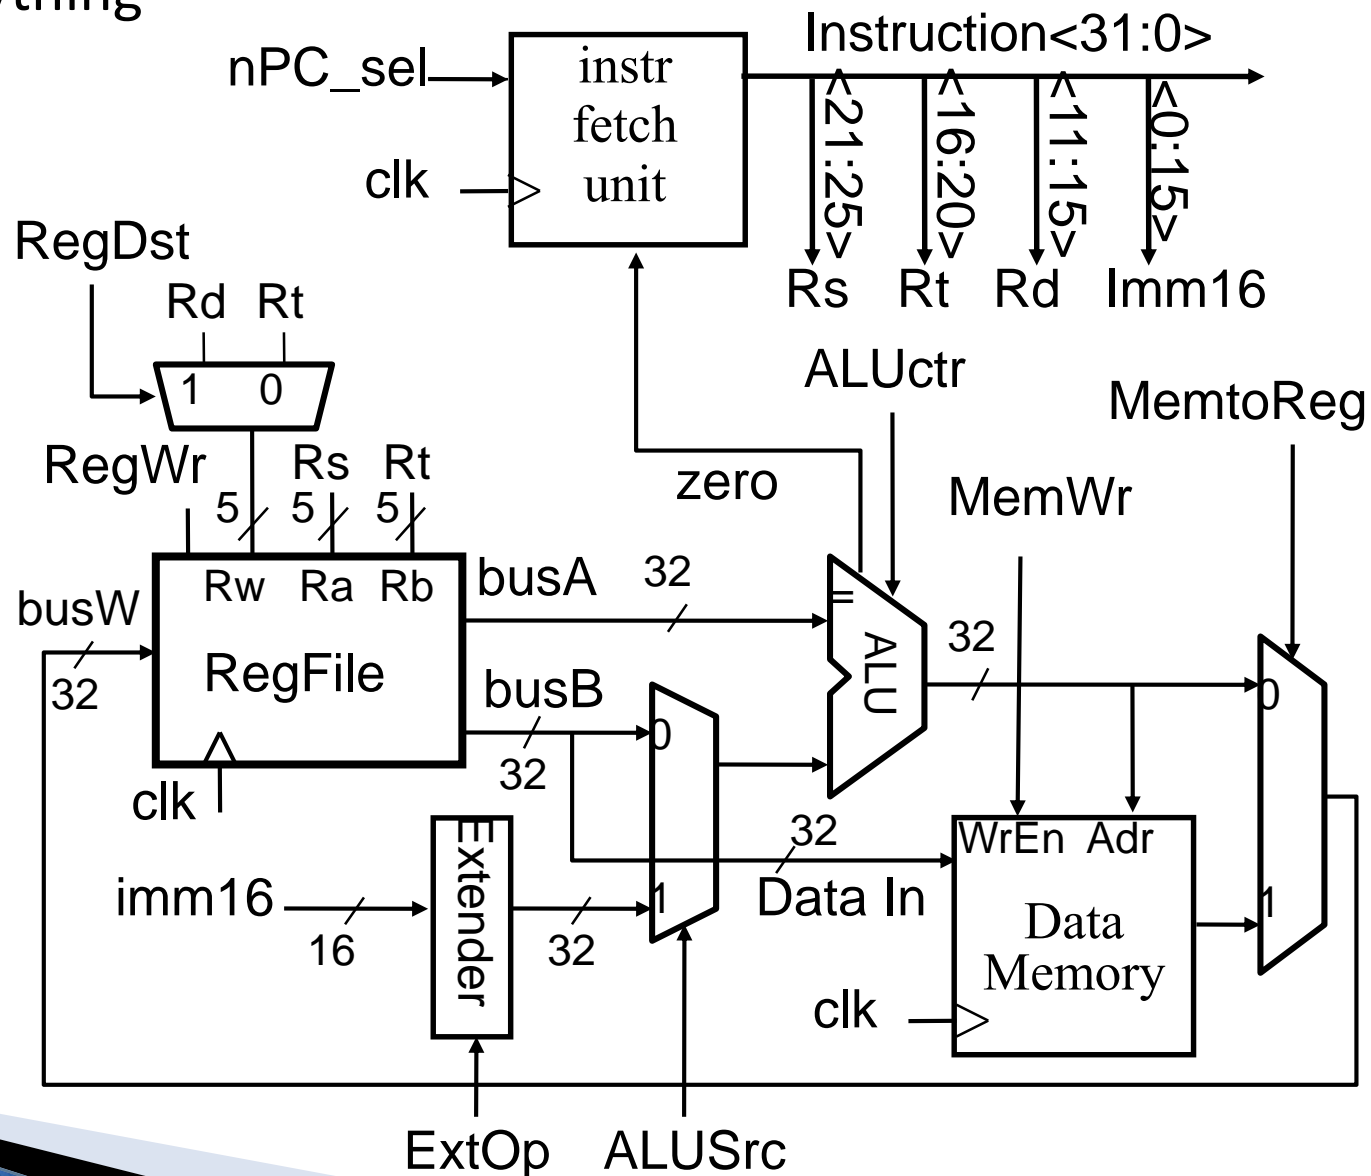 Instruction<31:0>
nPC_sel
instr
fetch
unit
clk
<21:25>
<16:20>
<11:15>
<0:15>
Rs Rt Rd Imm16
RegDst
Rd Rt
1 0
ALUctr
MemtoReg
RegWr
Rs Rt
5 5 5
zero
MemWr
Rw Ra Rb
busA
32
busW
32
RegFile
clk
busB
32
=
ALU
32
0
1
0
1
imm16
16
Extender
32
32
Data In
WrEn Adr
Data
Memory
clk
ExtOp ALUSrc